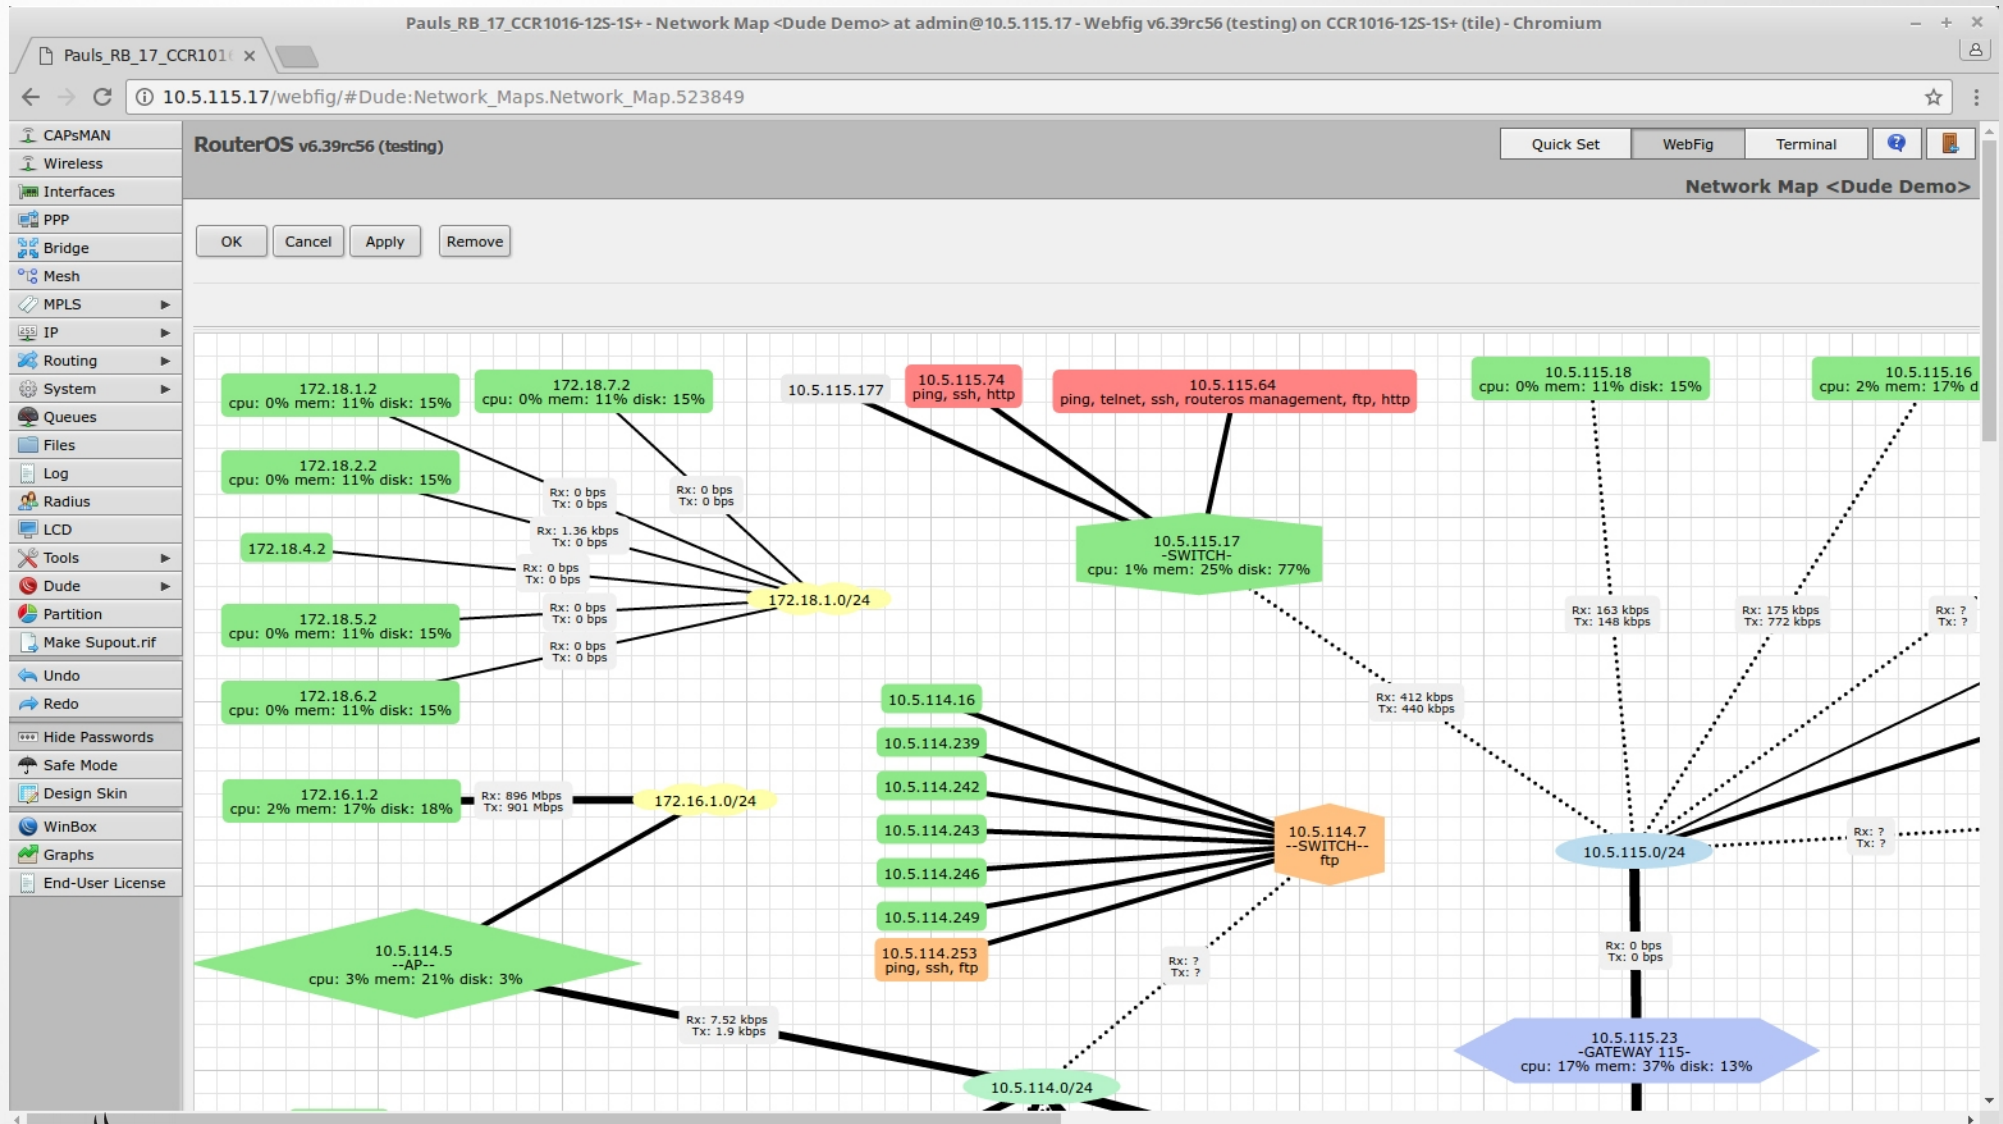 Pauls_RB_17_CCR1016-12S-1S+ - Network Map <Dude Demo> at admin@10.5.115.17 - Webfig v6.39rc56 (testing) on CCR1016-12S-1S+ (tile) - Chromium
Pauls_RB_17_CCR101
10.5.115.17/webfig/#Dude:Network_Maps.Network_Map.523849
CAPsMAN
Wireless
Interfaces
PPP
Bridge
Mesh
MPLS
IP
Routing
System
Queues
Files
Log
Radius
LCD
Tools
Dude
Partition
Make Supout.rif
Undo
Redo
Hide Passwords
Safe Mode
Design Skin
WinBox
Graphs
End-User License
RouterOS v6.39rc56 (testing)
Quick Set
WebFig
Terminal
Network Map <Dude Demo>
OK
Cancel
Apply
Remove
172.18.1.2
cpu: 0% mem: 11% disk: 15%
172.18.7.2
cpu: 0% mem: 11% disk: 15%
10.5.115.177
10.5.115.74
ping, ssh, http
10.5.115.64
ping, telnet, ssh, routeros management, ftp, http
10.5.115.18
cpu: 0% mem: 11% disk: 15%
10.5.115.16
cpu: 2% mem: 17% d
172.18.2.2
cpu: 0% mem: 11% disk: 15%
Rx: 0 bps
Tx: 0 bps
Rx: 0 bps
Tx: 0 bps
Rx: 1.36 kbps
Tx: 0 bps
172.18.4.2
Rx: 0 bps
Tx: 0 bps
10.5.115.17
-SWITCH-
cpu: 1% mem: 25% disk: 77%
172.18.1.0/24
172.18.5.2
cpu: 0% mem: 11% disk: 15%
Rx: 0 bps
Tx: 0 bps
Rx: 0 bps
Tx: 0 bps
Rx: 163 kbps
Tx: 148 kbps
Rx: 175 kbps
Tx: 772 kbps
Rx: ?
Tx: ?
172.18.6.2
cpu: 0% mem: 11% disk: 15%
10.5.114.16
Rx: 412 kbps
Tx: 440 kbps
10.5.114.239
10.5.114.242
10.5.114.243
10.5.114.246
10.5.114.249
10.5.114.253
ping, ssh, ftp
172.16.1.2
cpu: 2% mem: 17% disk: 18%
Rx: 896 Mbps
Tx: 901 Mbps
172.16.1.0/24
10.5.114.7
--SWITCH--
ftp
10.5.115.0/24
Rx: ?
Tx: ?
10.5.114.5
--AP--
cpu: 3% mem: 21% disk: 3%
Rx: ?
Tx: ?
Rx: 0 bps
Tx: 0 bps
Rx: 7.52 kbps
Tx: 1.9 kbps
10.5.115.23
-GATEWAY 115-
cpu: 17% mem: 37% disk: 13%
10.5.114.0/24